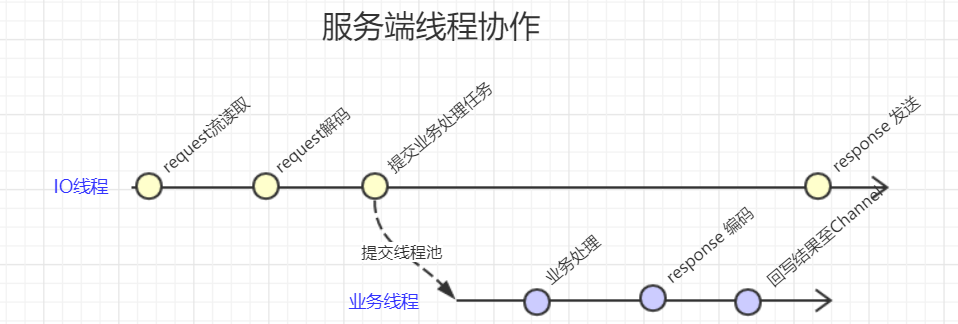 服务端线程协作
request流读取
request解码
提交业务处理任务
response 发送
IO线程
提交线程池
业务处理
response 编码
回写结果至Channel
业务线程